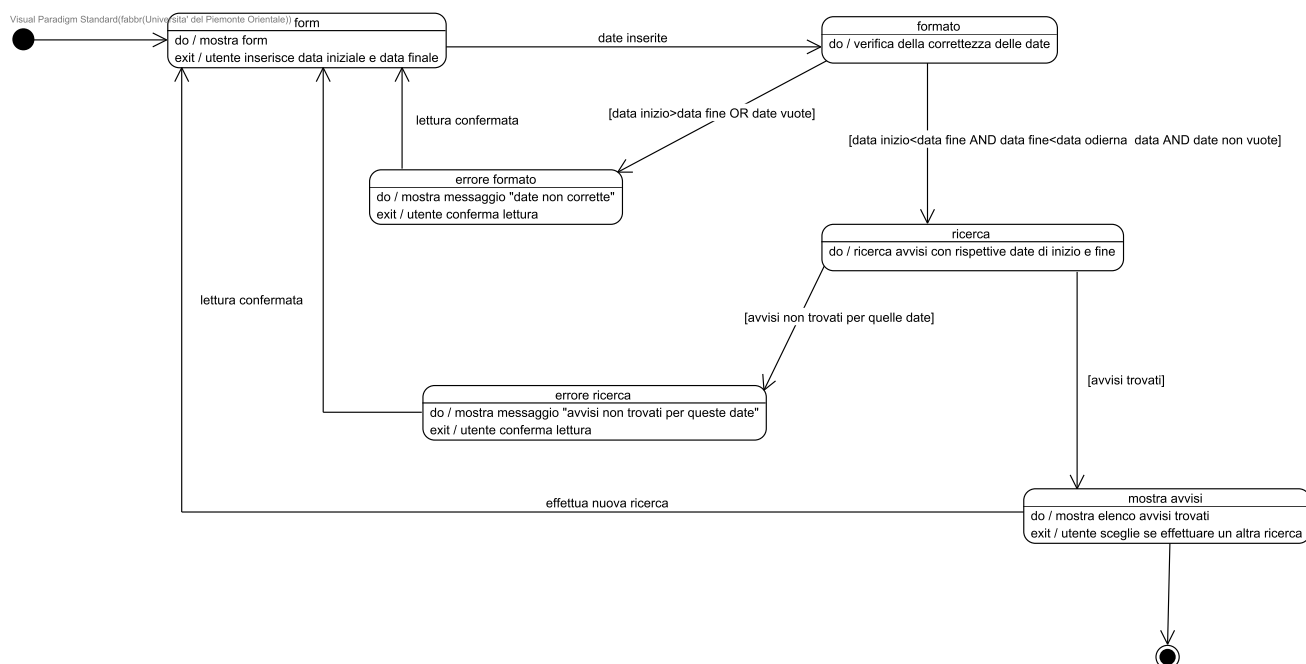 Visual Paradigm Standard(fabbr(Universita' del Piemonte Orientale))
form
do / mostra form
exit / utente inserisce data iniziale e data finale
date inserite
formato
do / verifica della correttezza delle date
[data inizio>data fine OR date vuote]
lettura confermata
[data inizio<data fine AND data fine<data odierna  data AND date non vuote]
errore formato
do / mostra messaggio "date non corrette"
exit / utente conferma lettura
ricerca
do / ricerca avvisi con rispettive date di inizio e fine
lettura confermata
[avvisi non trovati per quelle date]
[avvisi trovati]
errore ricerca
do / mostra messaggio "avvisi non trovati per queste date"
exit / utente conferma lettura
effettua nuova ricerca
mostra avvisi
do / mostra elenco avvisi trovati
exit / utente sceglie se effettuare un altra ricerca